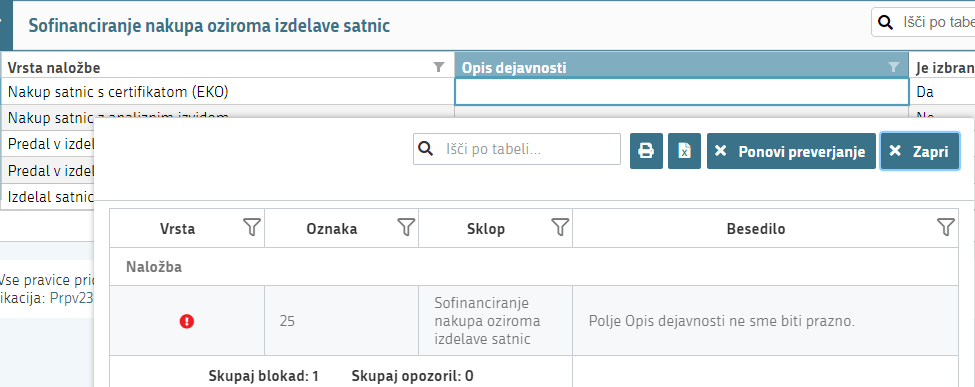 Sofinanciranje nakupa oziroma izdelave satnic
Išči po tabe
Vrsta naložbe
Opis dejavnosti
Je izbran
Nakup satnic s certifikatom (EKO)
Da
Nakup satnic z analiznim izvidom
Ne
Predal v izdel
Predal v izdel
Izdelal satnic
Vse pravice prid
ikacija: Prpv23
Išči po tabeli...
Ponovi preverjanje
Zapri
Vrsta
Oznaka
Sklop
Besedilo
Naložba
25
Sofinanciranje
nakupa oziroma
izdelave satnic
Polje Opis dejavnosti ne sme biti prazno.
Skupaj blokad: 1
Skupaj opozoril: 0